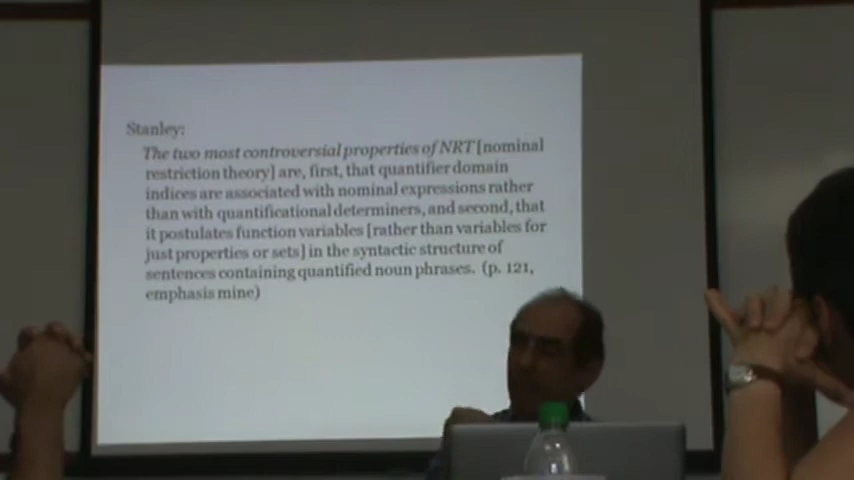 Stanley:
The two most controversial properties of NRT [nominal
restriction theory] are, first, that quantifier domain
indices are associated with nominal expressions rather
than with quantificational determiners, and second, that
it postulates function variables [rather than variables for
just properties or sets] in the syntactic structure of
sentences containing quantified noun phrases. (p. 121,
emphasis mine)